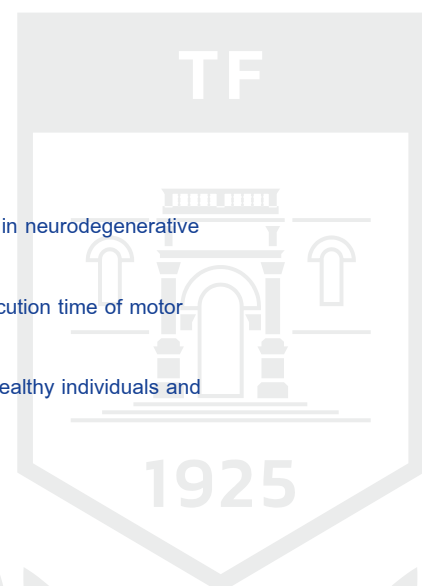 TF
in neurodegenerative
cution time of motor
ealthy individuals and
1925